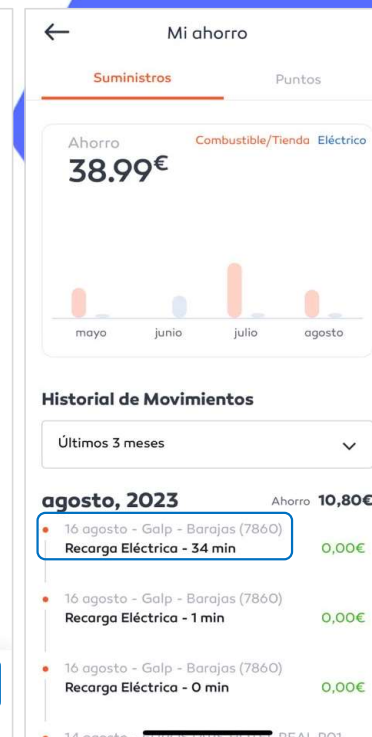 Mi ahorro
Suministros Puntos
Ahorro Combustible/Tienda Eléctrico
38.99€
mayo junio julio agosto
Historial de Movimientos
Últimos 3 meses
agosto, 2023 Ahorro 10,80€
16 agosto - Galp - Barajas (7860)
Recarga Eléctrica - 34 min 0,00€
16 agosto - Galp - Barajas (7860)
Recarga Eléctrica - 1 min 0,00€
16 agosto - Galp - Barajas (7860)
Recarga Eléctrica - 0 min 0,00€
14 agosto REAL